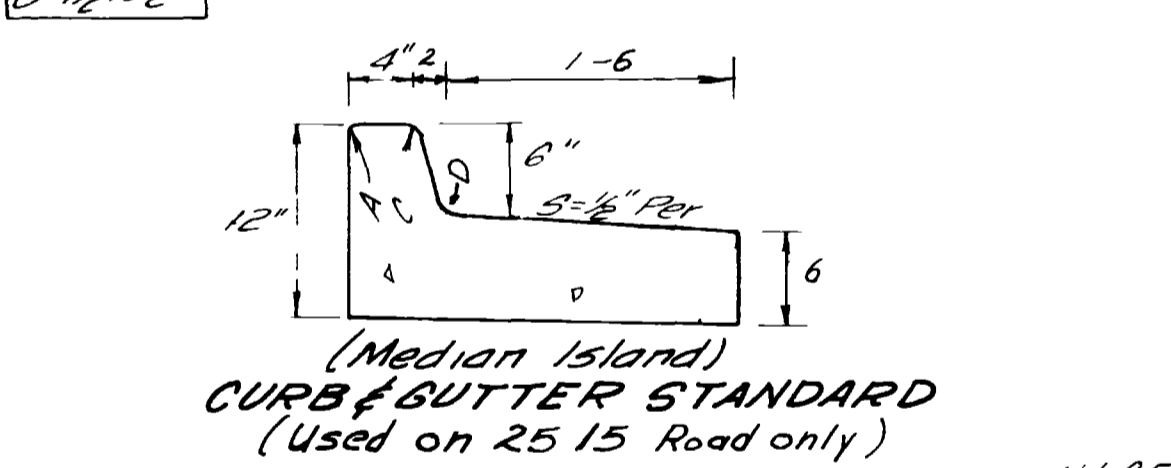 4" 2 1-6
6"
12"
A C D
S=1/2" Per
6
(Median Island)
CURB & GUTTER STANDARD
(Used on 25 15 Road only)